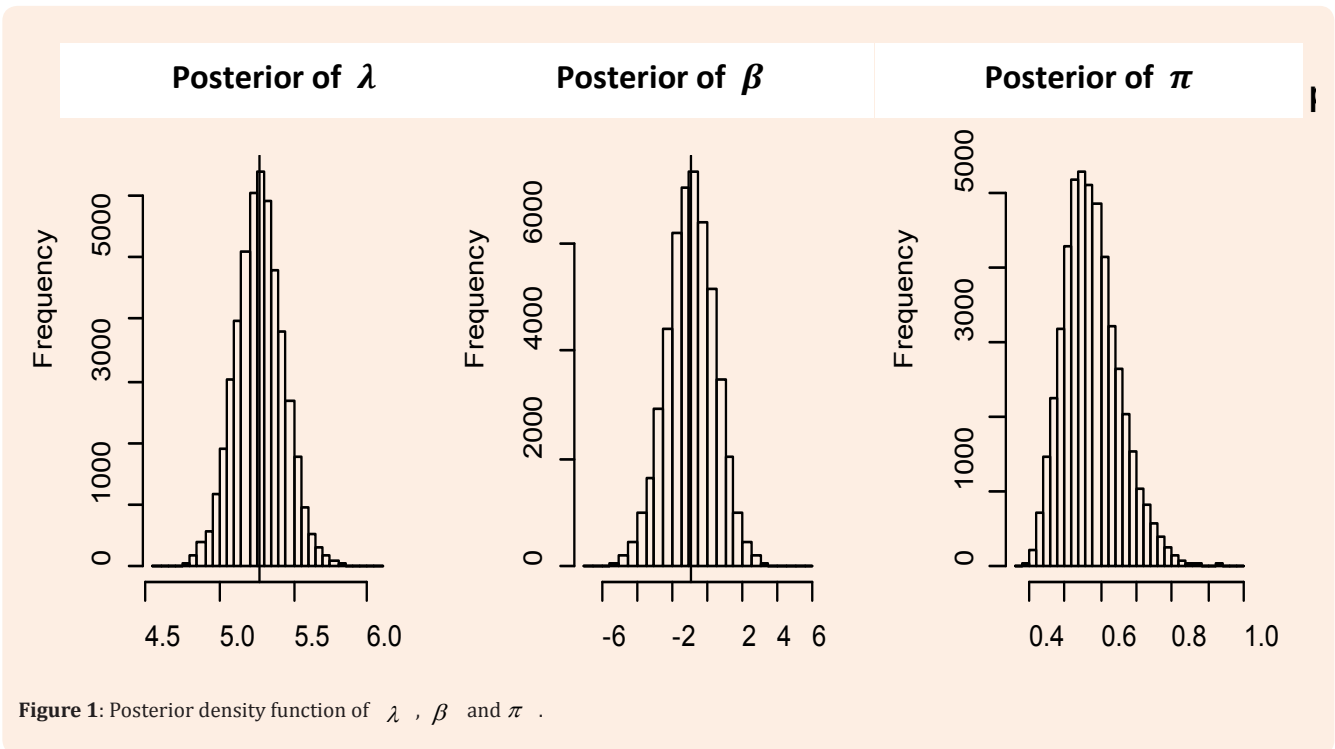 Posterior of λ
Posterior of β
Posterior of π
Frequency
0 1000 3000 5000
4.5 5.0 5.5 6.0
Frequency
0 2000 4000 6000
-6 -2 2 4 6
Frequency
0 1000 3000 5000
0.4 0.6 0.8 1.0
Figure 1: Posterior density function of λ , β and π .